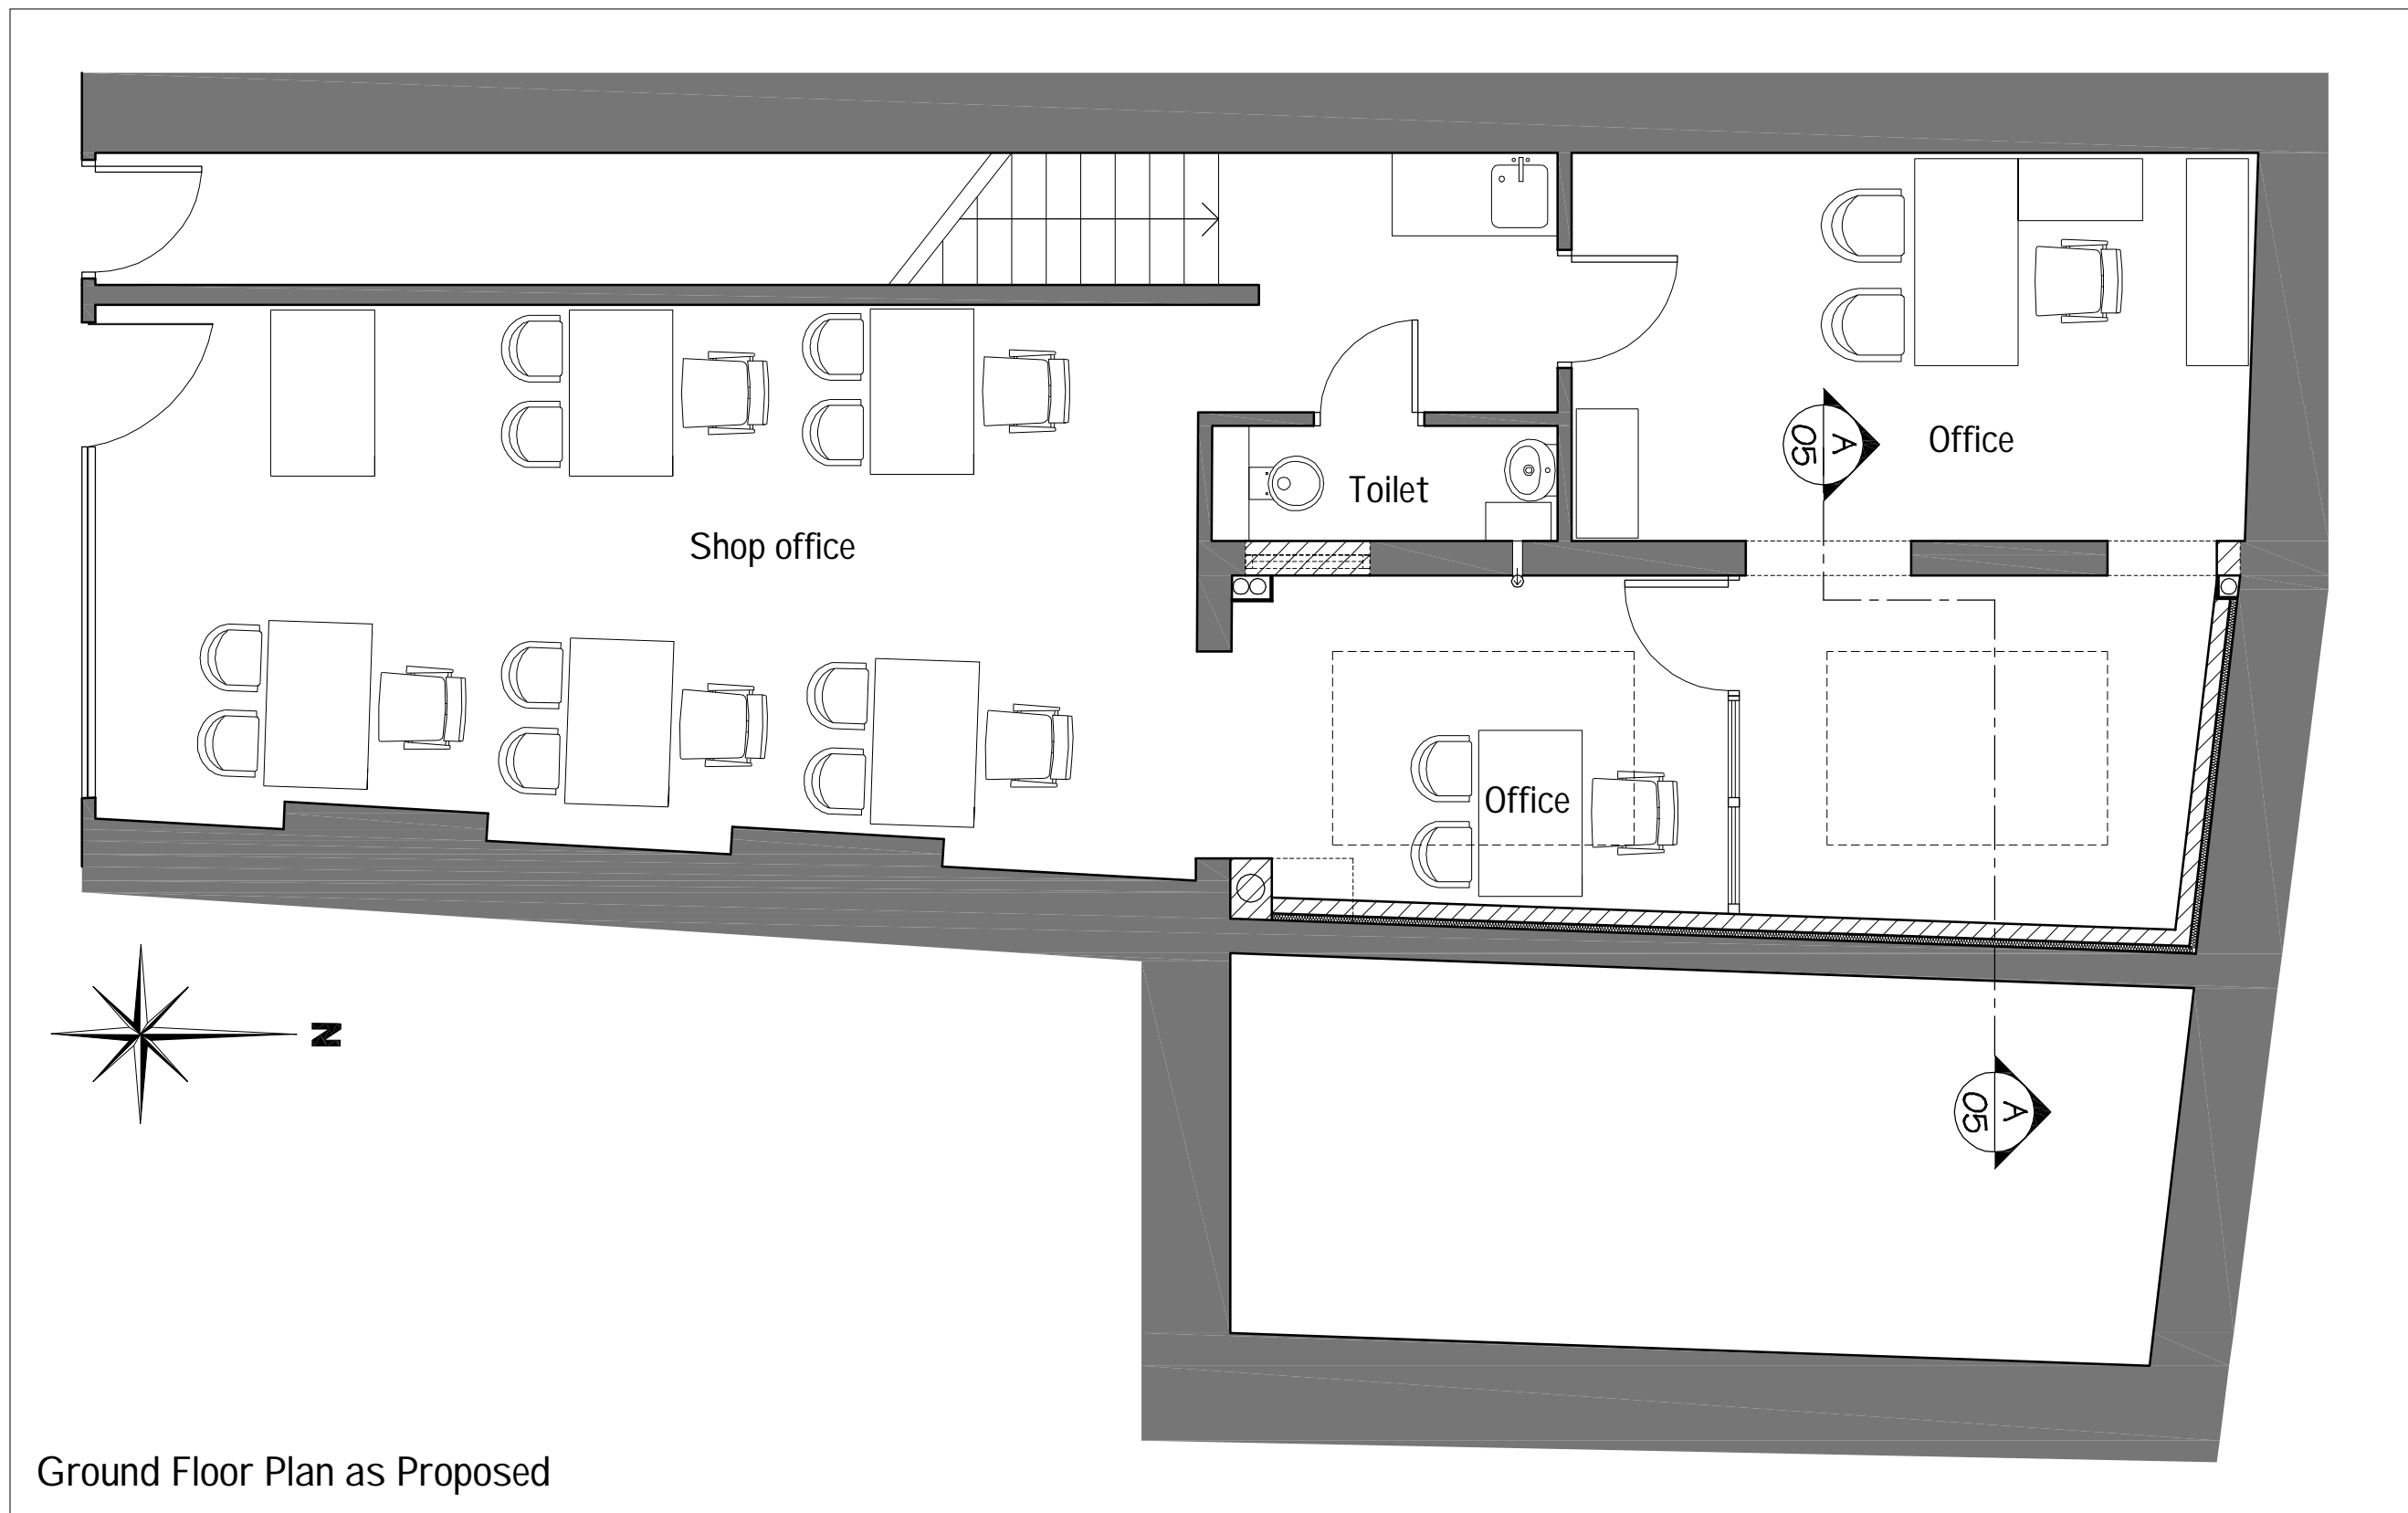 A
05
Office
Toilet
Shop office
Office
N
A
05
Ground Floor Plan as Proposed